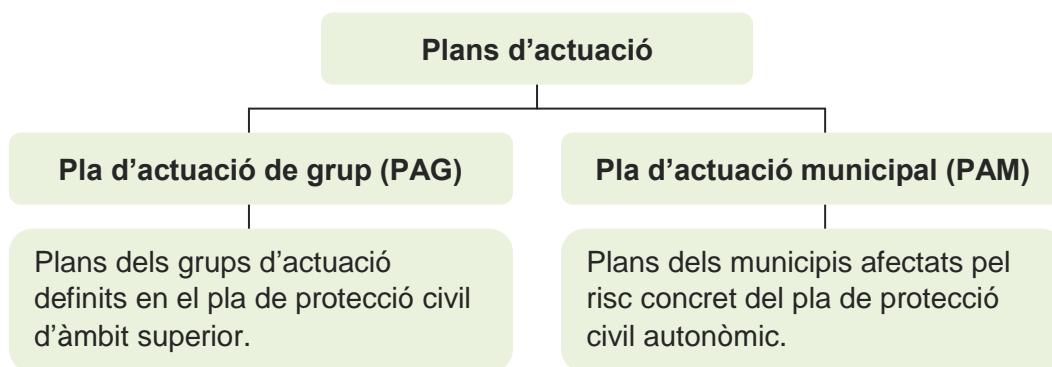 Plans d’actuació
Pla d’actuació de grup (PAG)
Pla d’actuació municipal (PAM)
Plans dels grups d’actuació
definits en el pla de protecció civil
d’àmbit superior.
Plans dels municipis afectats pel
risc concret del pla de protecció
civil autonòmic.